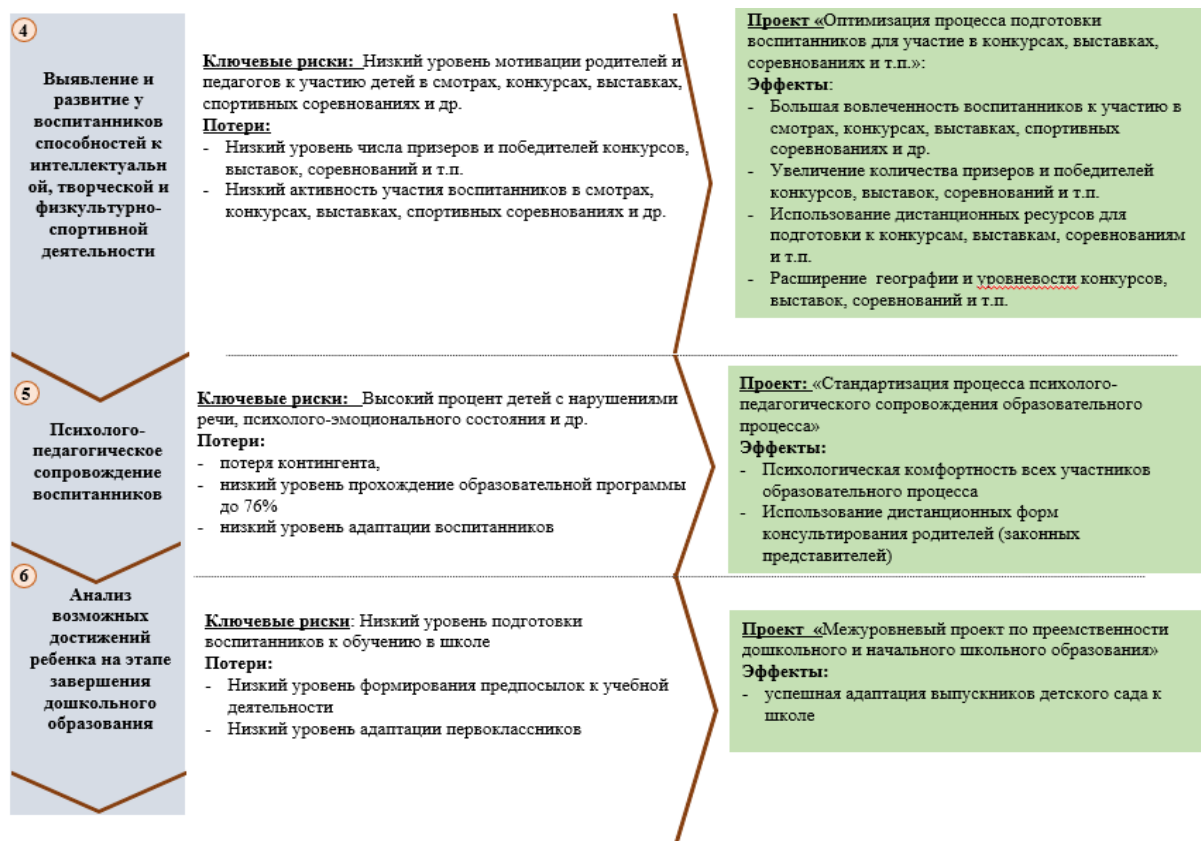 4
Выявление и
развитие у
воспитанников
способностей к
интеллектуальн
ой, творческой и
физкультурно-
спортивной
деятельности
Ключевые риски: Низкий уровень мотивации родителей и
педагогов к участию детей в смотрах, конкурсах, выставках,
спортивных соревнованиях и др.
Потери:
- Низкий уровень числа призеров и победителей конкурсов,
выставок, соревнований и т.п.
- Низкий активность участия воспитанников в смотрах,
конкурсах, выставках, спортивных соревнованиях и др.
Проект «Оптимизация процесса подготовки
воспитанников для участие в конкурсах, выставках,
соревнованиях и т.п.»:
Эффекты:
- Большая вовлеченность воспитанников к участию в
смотрах, конкурсах, выставках, спортивных
соревнованиях и др.
- Увеличение количества призеров и победителей
конкурсов, выставок, соревнований и т.п.
- Использование дистанционных ресурсов для
подготовки к конкурсам, выставкам, соревнованиям
и т.п.
- Расширение географии и уровневости конкурсов,
выставок, соревнований и т.п.
5
Психолого-
педагогическое
сопровождение
воспитанников
Ключевые риски: Высокий процент детей с нарушениями
речи, психолого-эмоционального состояния и др.
Потери:
- потеря контингента,
- низкий уровень прохождение образовательной программы
до 76%
- низкий уровень адаптации воспитанников
Проект: «Стандартизация процесса психолого-
педагогического сопровождения образовательного
процесса»
Эффекты:
- Психологическая комфортность всех участников
образовательного процесса
- Использование дистанционных форм
консультирования родителей (законных
представителей)
6
Анализ
возможных
достижений
ребенка на этапе
завершения
дошкольного
образования
Ключевые риски: Низкий уровень подготовки
воспитанников к обучению в школе
Потери:
- Низкий уровень формирования предпосылок к учебной
деятельности
- Низкий уровень адаптации первоклассников
Проект «Межуровневый проект по преемственности
дошкольного и начального школьного образования»
Эффекты:
- успешная адаптация выпускников детского сада к
школе